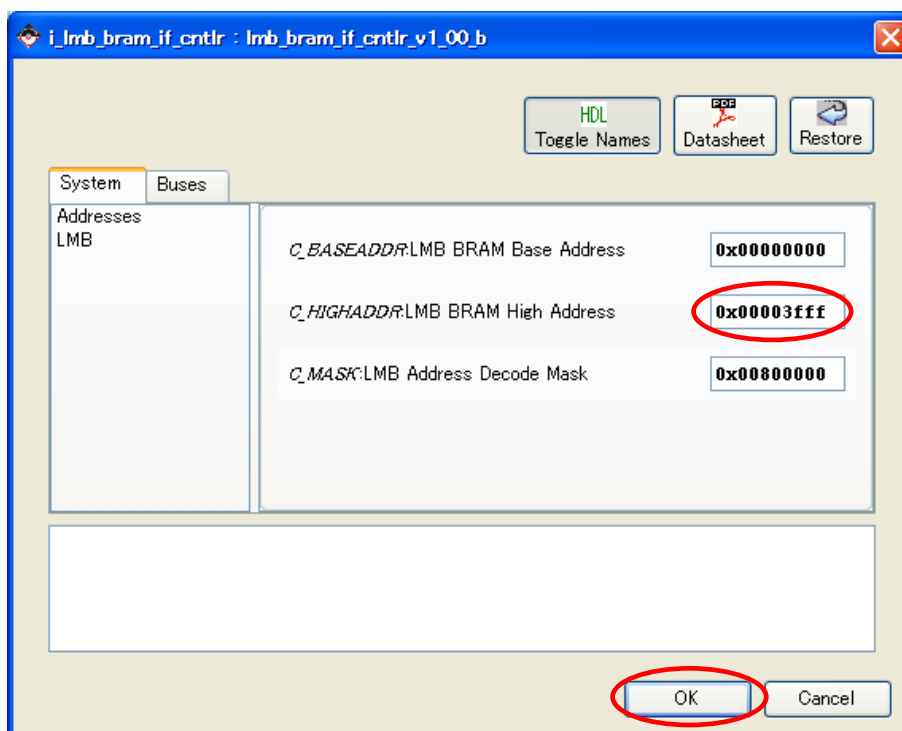 i_lmb_bram_if_cntlr : lmb_bram_if_cntlr_v1_00_b
HDL
Toggle Names
PDF
Datasheet
Restore
System
Buses
Addresses
LMB
C_BASEADDR:LMB BRAM Base Address
0x00000000
C_HIGHADDR:LMB BRAM High Address
0x00003fff
C_MASK:LMB Address Decode Mask
0x00800000
OK
Cancel